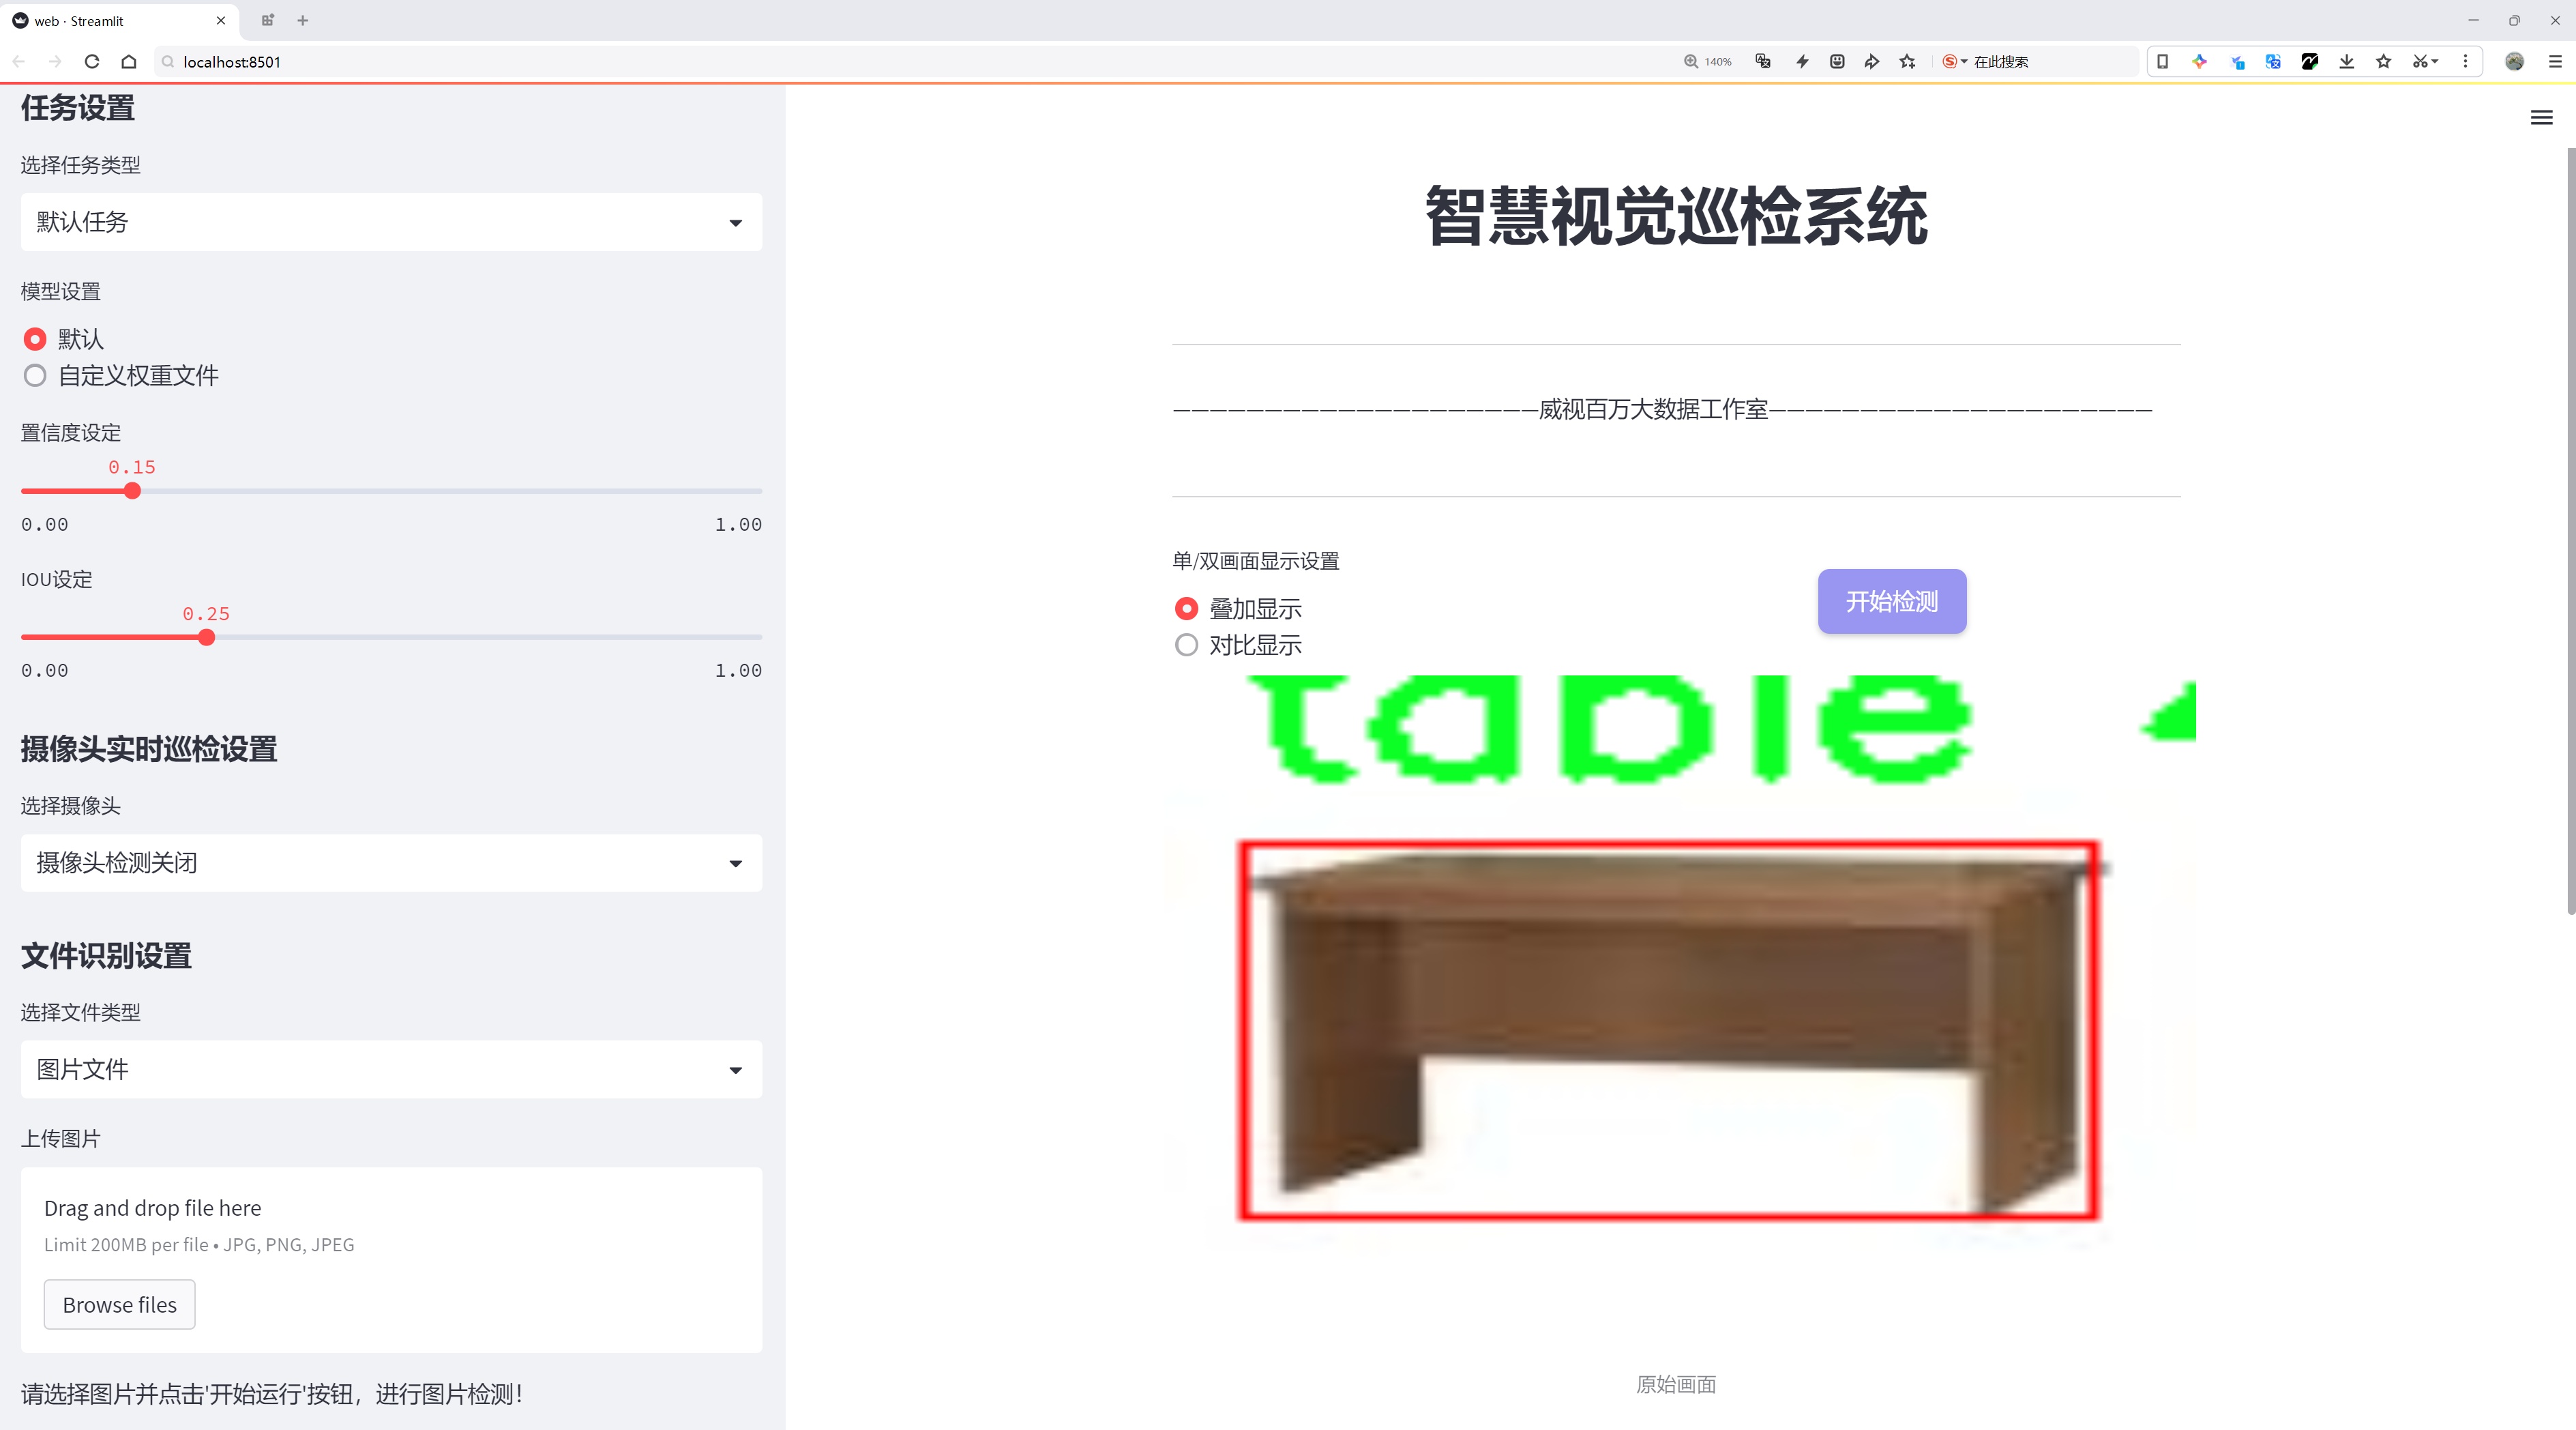 web · Streamlit
localhost:8501
140%
在此搜索
任务设置
选择任务类型
默认任务
模型设置
默认
自定义权重文件
置信度设定
0.15
0.00
1.00
IOU设定
0.25
0.00
1.00
摄像头实时巡检设置
选择摄像头
摄像头检测关闭
文件识别设置
选择文件类型
图片文件
上传图片
Drag and drop file here
Limit 200MB per file • JPG, PNG, JPEG
Browse files
请选择图片并点击'开始运行'按钮，进行图片检测！
智慧视觉巡检系统
—————————————————————威视百万大数据工作室—————————————————————
单/双画面显示设置
叠加显示
对比显示
开始检测
table
原始画面